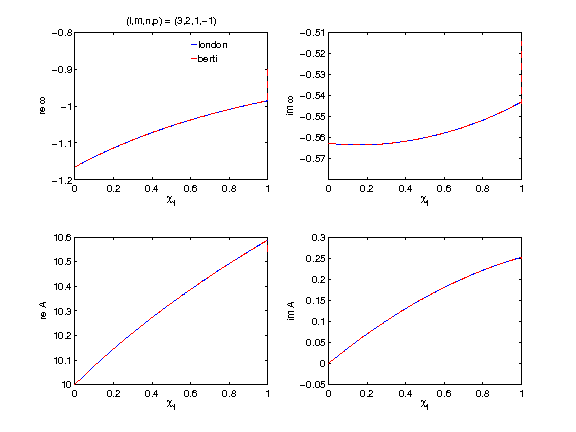 (l,m,n,p) = (3,2,1,−1)
london
berti
−0.8
−0.9
−1
−1.1
−1.2
re ω
0 0.2 0.4 0.6 0.8 1
χf
−0.51
−0.52
−0.53
−0.54
−0.55
−0.56
−0.57
im ω
0 0.2 0.4 0.6 0.8 1
χf
10.6
10.5
10.4
10.3
10.2
10.1
10
re A
0 0.2 0.4 0.6 0.8 1
χf
0.3
0.25
0.2
0.15
0.1
0.05
0
−0.05
im A
0 0.2 0.4 0.6 0.8 1
χf